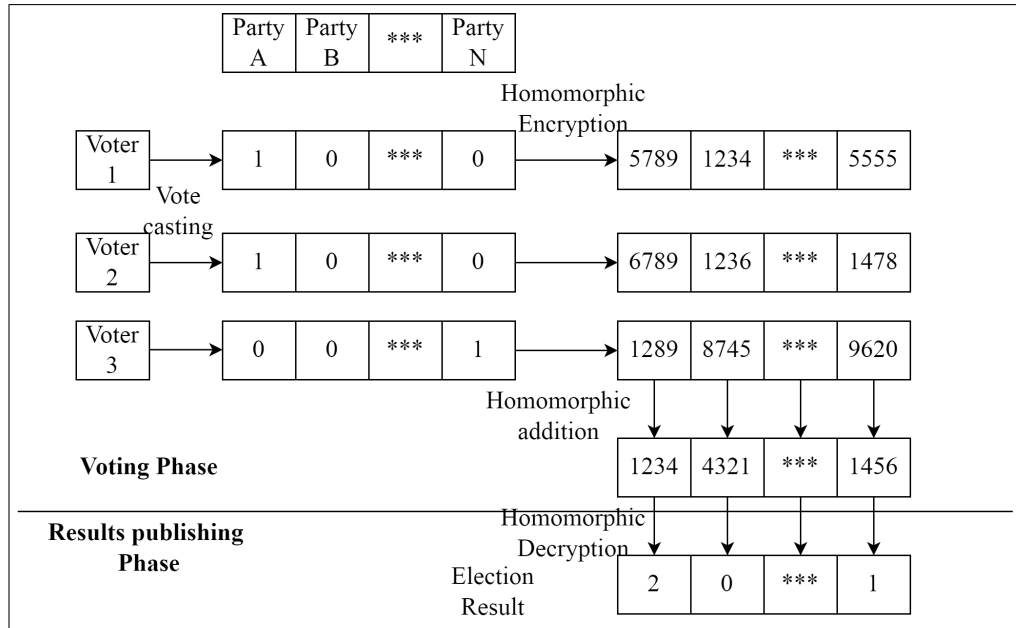 Party A Party B *** Party N
Homomorphic
Encryption
Voter 1 1 0 *** 0 5789 1234 *** 5555
Vote
casting
Voter 2 1 0 *** 0 6789 1236 *** 1478
Voter 3 0 0 *** 1 1289 8745 *** 9620
Homomorphic
addition
Voting Phase 1234 4321 *** 1456
Results publishing
Phase
Homomorphic
Decryption
Election
Result
2 0 *** 1